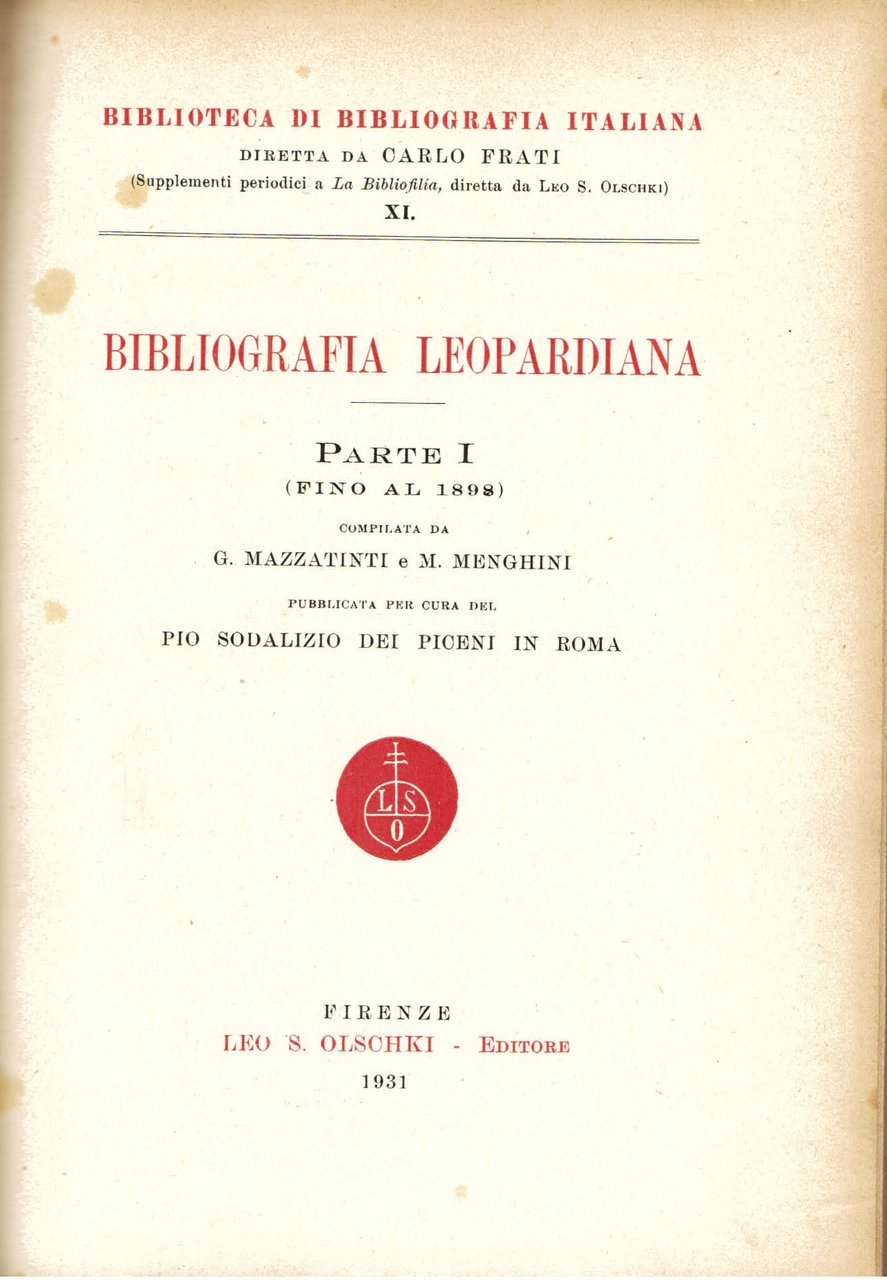 BIBLIOTECA DI BIBLIOGRAFIA ITALIANA
DIRETTA DA CARLO FRATI
(Supplementi periodici a La Bibliofilía, diretta da LEO S. OLSCHKI)
XI.
BIBLIOGRAFIA LEOPARDIANA
PARTE I
(FINO AL 1898)
COMPILATA DA
G. MAZZATINTI e M. MENGHINI
PUBBLICATA PER CURA DEL
PIO SODALIZIO DEI PICENI IN ROMA
L S
O
FIRENZE
LEO S. OLSCHKI - EDITORE
1931